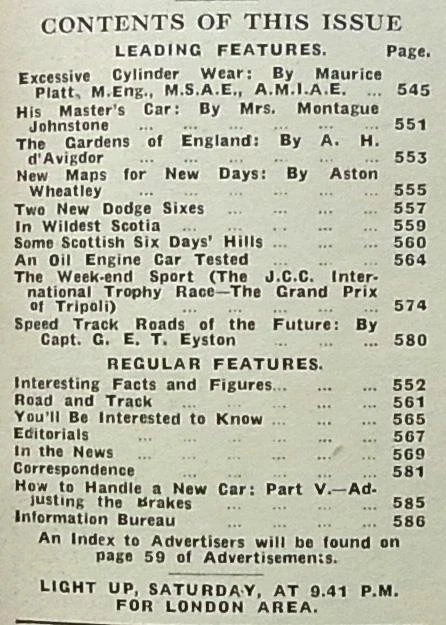 CONTENTS OF THIS ISSUE
LEADING FEATURES. Page.
Excessive Cylinder Wear: By Maurice
Platt, M.Eng., M.S.A.E., A.M.I.A.E. ... 545
His Master's Car: By Mrs. Montague
Johnstone ... ... ... ... ... 551
The Gardens of England: By A. H.
d'Avigdor ... ... ... ... ... 553
New Maps for New Days: By Aston
Wheatley ... ... ... ... ... 555
Two New Dodge Sixes ... ... ... 557
In Wildest Scotia ... ... ... ... 559
Some Scottish Six Days' Hills ... ... ... 560
An Oil Engine Car Tested ... ... ... 564
The Week-end Sport (The J.C.C. Inter-
national Trophy Race—The Grand Prix
of Tripoli) ... ... ... ... 574
Speed Track Roads of the Future: By
Capt. G. E. T. Eyston ... ... ... 580
REGULAR FEATURES.
Interesting Facts and Figures... ... ... 552
Road and Track ... ... ... ... 561
You'll Be Interested to Know ... ... ... 565
Editorials ... ... ... ... ... 567
In the News ... ... ... ... ... 569
Correspondence ... ... ... ... 581
How to Handle a New Car: Part V.—Ad-
justing the Brakes ... ... ... ... 585
Information Bureau ... ... ... ... 586
An Index to Advertisers will be found on
page 59 of Advertisements.
LIGHT UP, SATURDAY, AT 9.41 P.M.
FOR LONDON AREA.